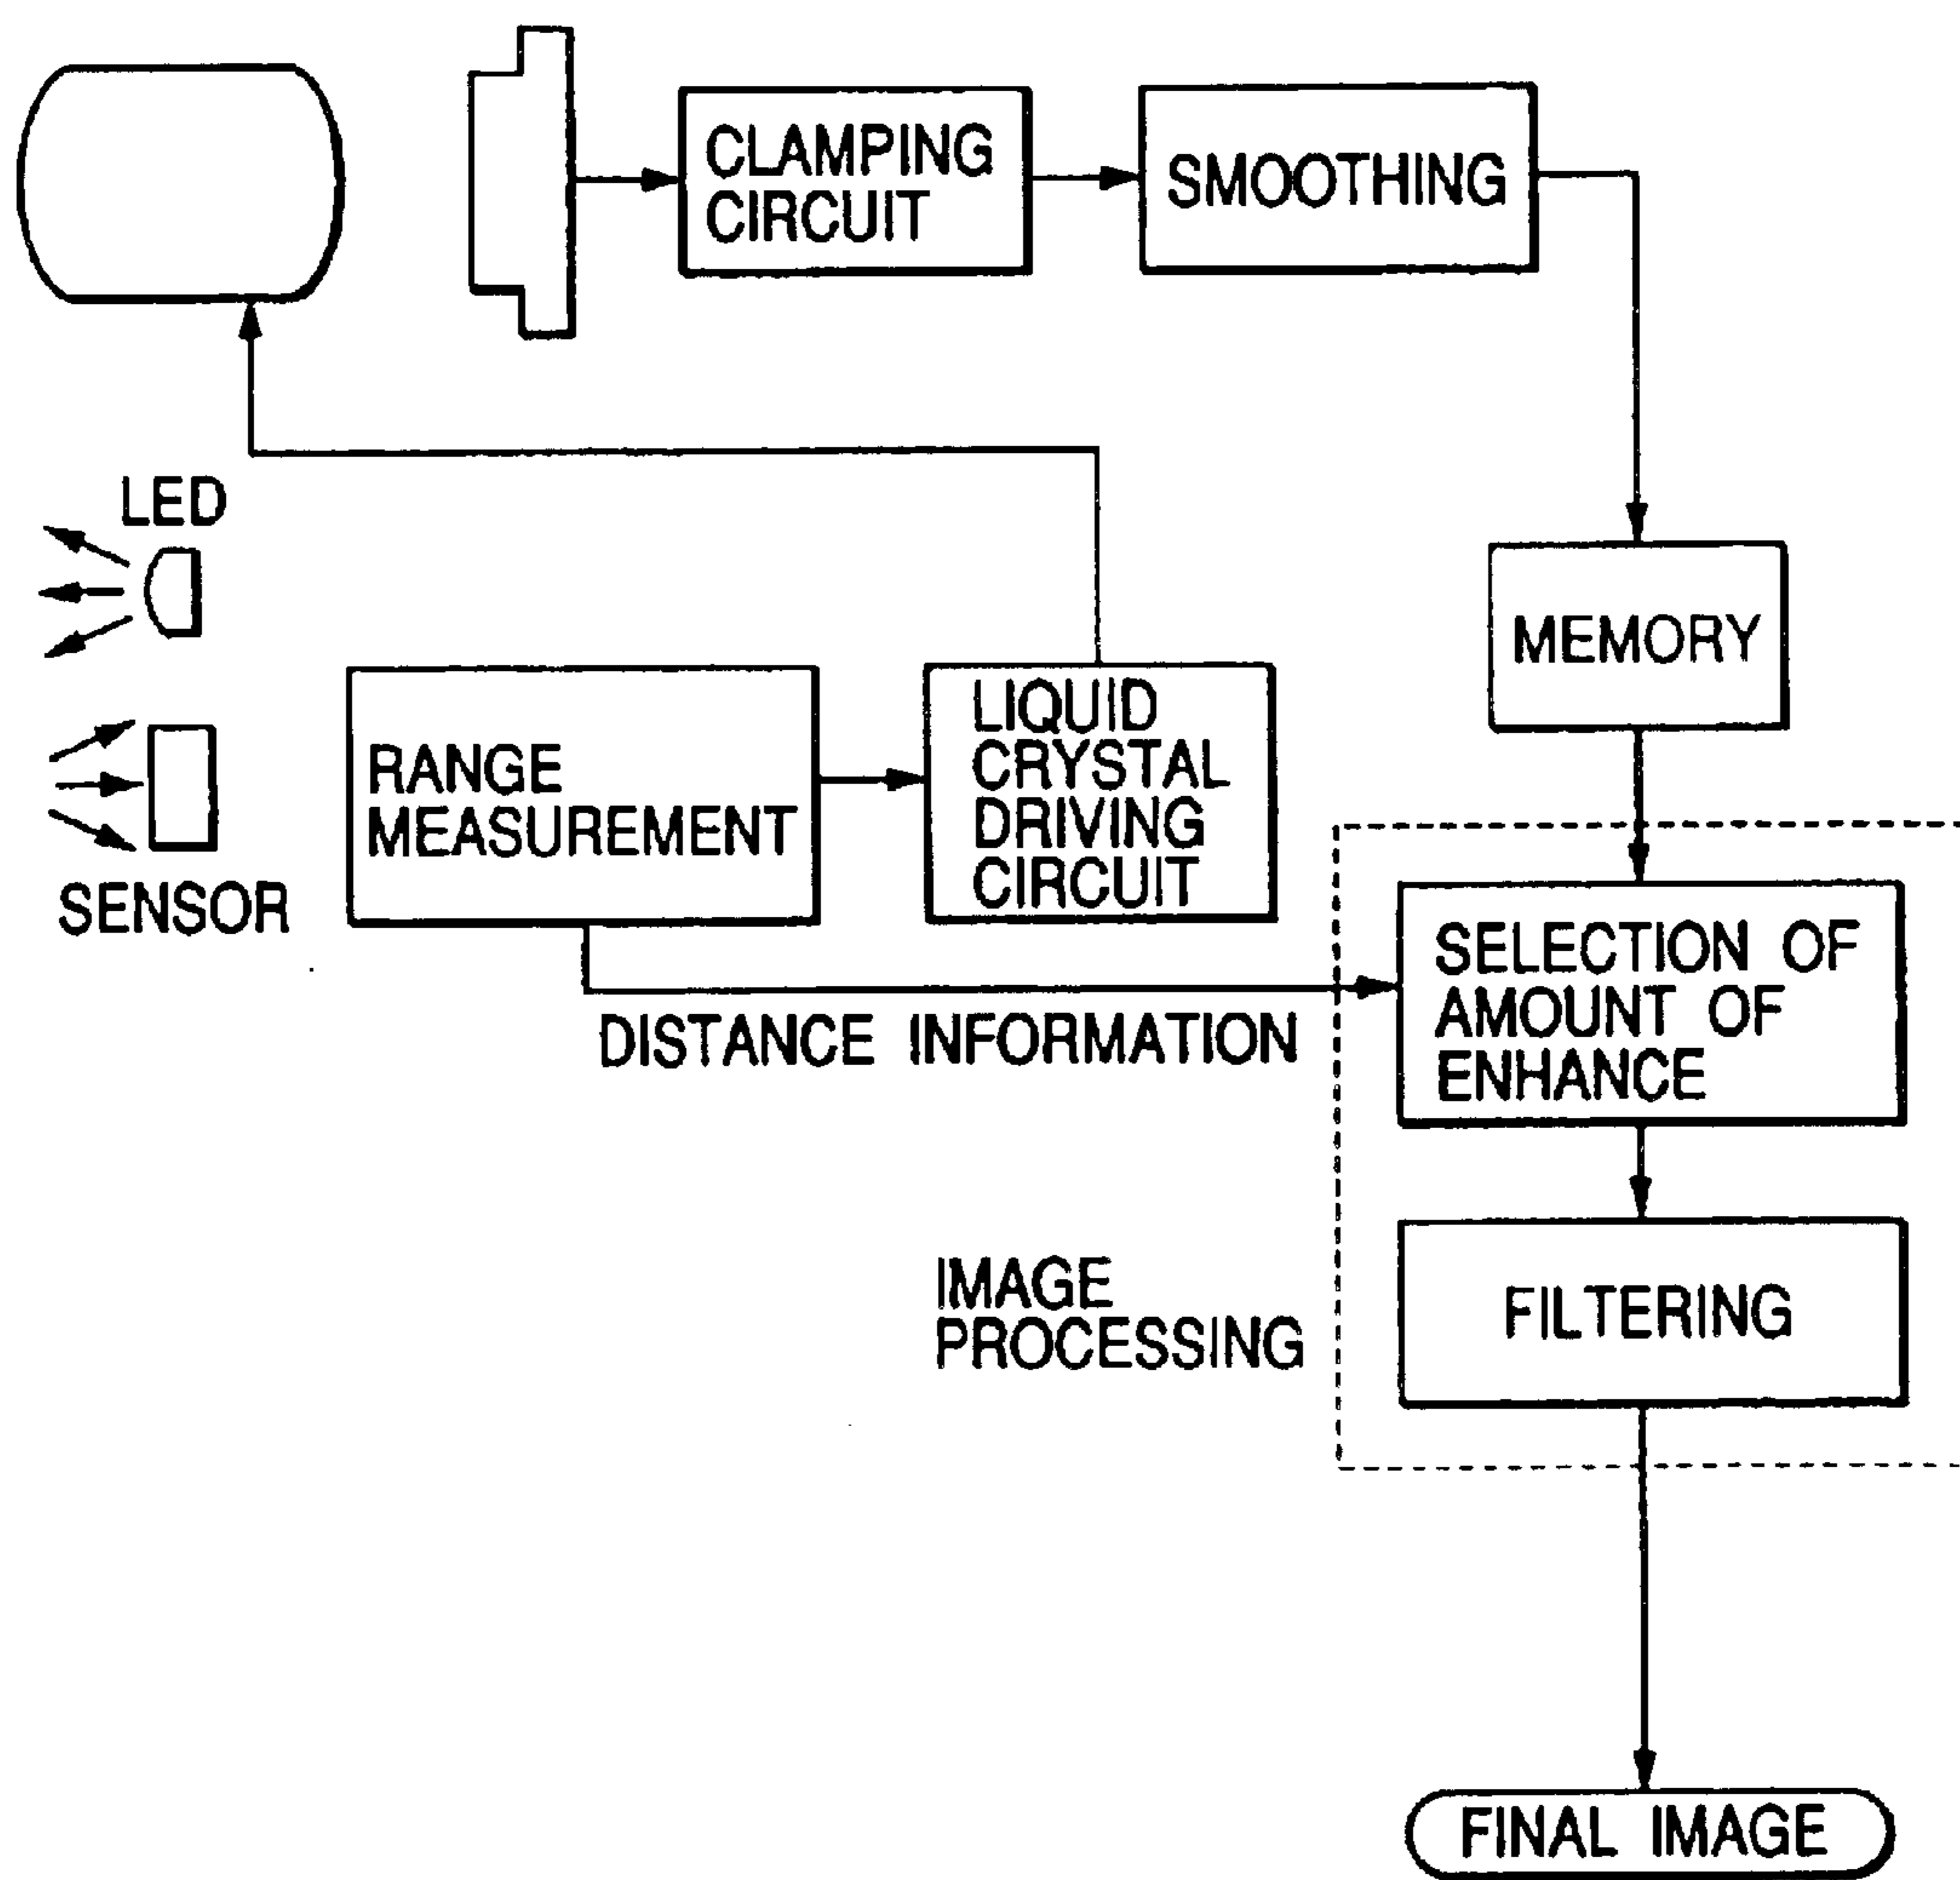 CLAMPING
CIRCUIT
SMOOTHING
LED
MEMORY
RANGE
MEASUREMENT
LIQUID
CRYSTAL
DRIVING
CIRCUIT
SENSOR
SELECTION OF
AMOUNT OF
ENHANCE
DISTANCE INFORMATION
IMAGE
PROCESSING
FILTERING
FINAL IMAGE